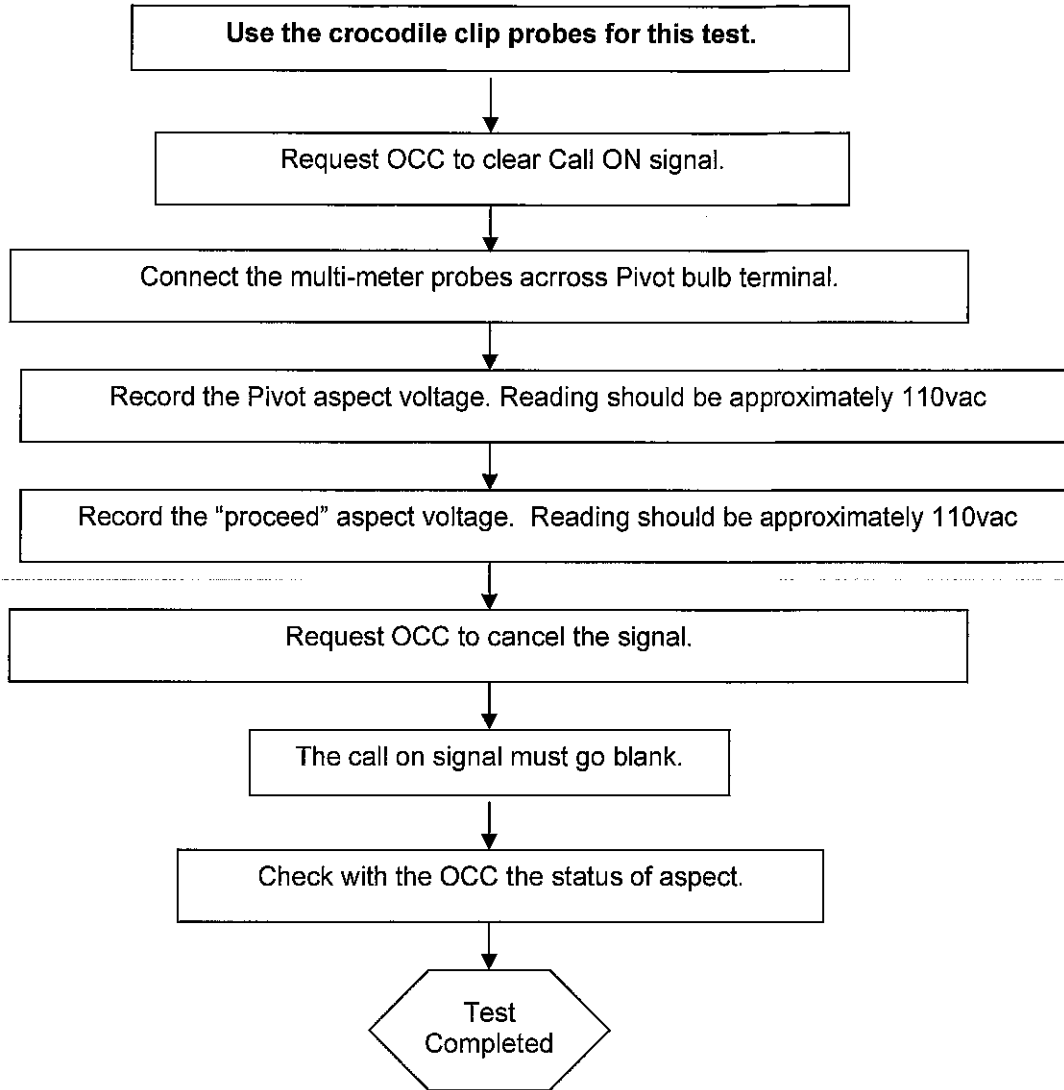 Use the crocodile clip probes for this test.
Request OCC to clear Call ON signal.
Connect the multi-meter probes acrross Pivot bulb terminal.
Record the Pivot aspect voltage. Reading should be approximately 110vac
Record the “proceed” aspect voltage. Reading should be approximately 110vac
Request OCC to cancel the signal.
The call on signal must go blank.
Check with the OCC the status of aspect.
Test
Completed